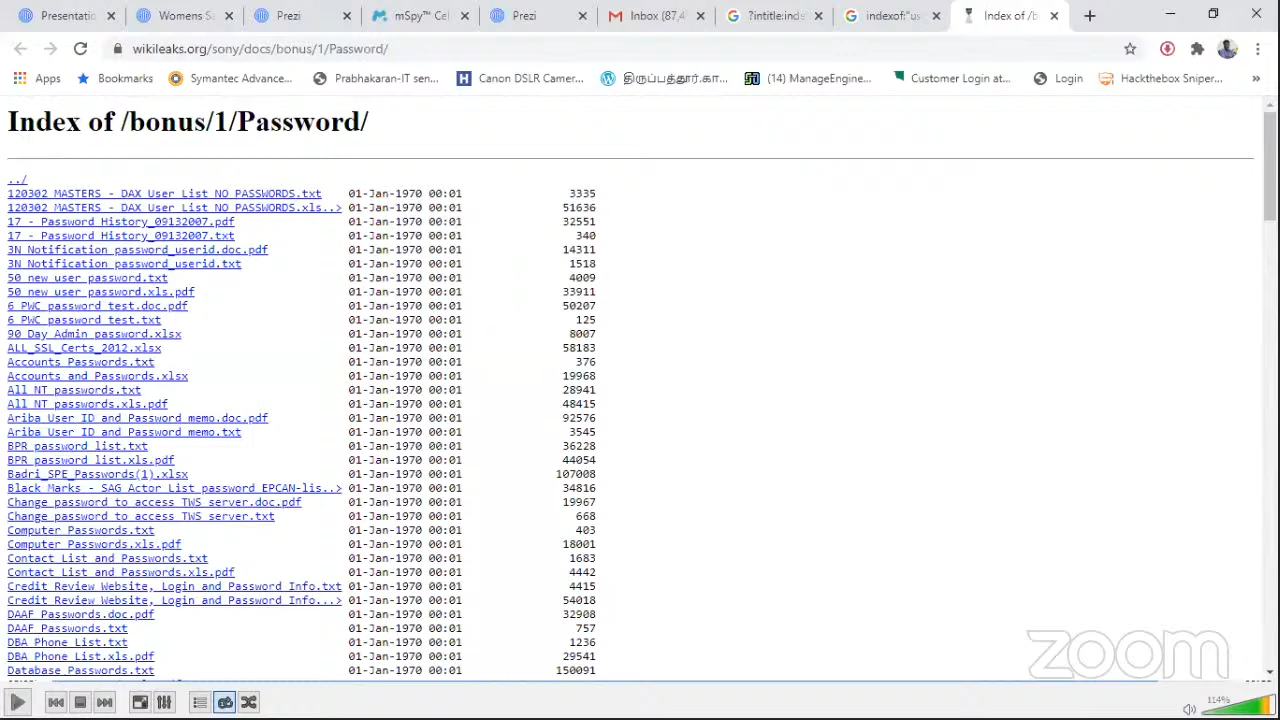 Presentatio
Womens Sa
Prezi
mSpy™ Cel
Prezi
Inbox (87,4
?intitle:inde
indexof:"us
Index of /b
wikileaks.org/sony/docs/bonus/1/Password/
Apps
Bookmarks
Symantec Advance...
Prabhakaran-IT sen...
Canon DSLR Camer...
திருப்பத்தூர்.கா...
(14) ManageEngine...
Customer Login at...
Login
Hackthebox Sniper...
»
Index of /bonus/1/Password/
../
120302 MASTERS - DAX User List NO PASSWORDS.txt 01-Jan-1970 00:01 3335
120302 MASTERS - DAX User List NO PASSWORDS.xls..> 01-Jan-1970 00:01 51636
17 - Password History_09132007.pdf 01-Jan-1970 00:01 32551
17 - Password History_09132007.txt 01-Jan-1970 00:01 340
3N Notification password_userid.doc.pdf 01-Jan-1970 00:01 14311
3N Notification password_userid.txt 01-Jan-1970 00:01 1518
50 new user password.txt 01-Jan-1970 00:01 4009
50 new user password.xls.pdf 01-Jan-1970 00:01 33911
6 PWC password test.doc.pdf 01-Jan-1970 00:01 50207
6 PWC password test.txt 01-Jan-1970 00:01 125
90 Day Admin password.xlsx 01-Jan-1970 00:01 8007
ALL_SSL_Certs_2012.xlsx 01-Jan-1970 00:01 58183
Accounts Passwords.txt 01-Jan-1970 00:01 376
Accounts and Passwords.xlsx 01-Jan-1970 00:01 19968
All NT passwords.txt 01-Jan-1970 00:01 28941
All NT passwords.xls.pdf 01-Jan-1970 00:01 48415
Ariba User ID and Password memo.doc.pdf 01-Jan-1970 00:01 92576
Ariba User ID and Password memo.txt 01-Jan-1970 00:01 3545
BPR password list.txt 01-Jan-1970 00:01 36228
BPR password list.xls.pdf 01-Jan-1970 00:01 44054
Badri_SPE_Passwords(1).xlsx 01-Jan-1970 00:01 107008
Black Marks - SAG Actor List password EPCAN-lis..> 01-Jan-1970 00:01 34816
Change password to access TWS server.doc.pdf 01-Jan-1970 00:01 19967
Change password to access TWS server.txt 01-Jan-1970 00:01 668
Computer Passwords.txt 01-Jan-1970 00:01 403
Computer Passwords.xls.pdf 01-Jan-1970 00:01 18001
Contact List and Passwords.txt 01-Jan-1970 00:01 1683
Contact List and Passwords.xls.pdf 01-Jan-1970 00:01 4442
Credit Review Website, Login and Password Info.txt 01-Jan-1970 00:01 4415
Credit Review Website, Login and Password Info...> 01-Jan-1970 00:01 54018
DAAF Passwords.doc.pdf 01-Jan-1970 00:01 32908
DAAF Passwords.txt 01-Jan-1970 00:01 757
DBA Phone List.txt 01-Jan-1970 00:01 1236
DBA Phone List.xls.pdf 01-Jan-1970 00:01 29541
Database Passwords.txt 01-Jan-1970 00:01 150091
zoom
114%